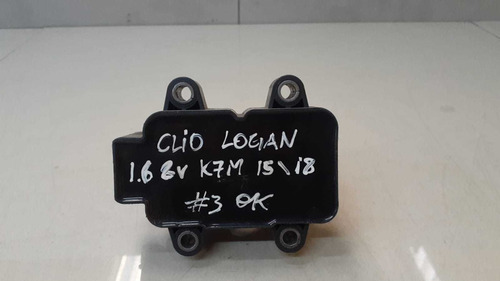 CLIO LOGAN
1.6 8V K7M 15\18
#3 OK